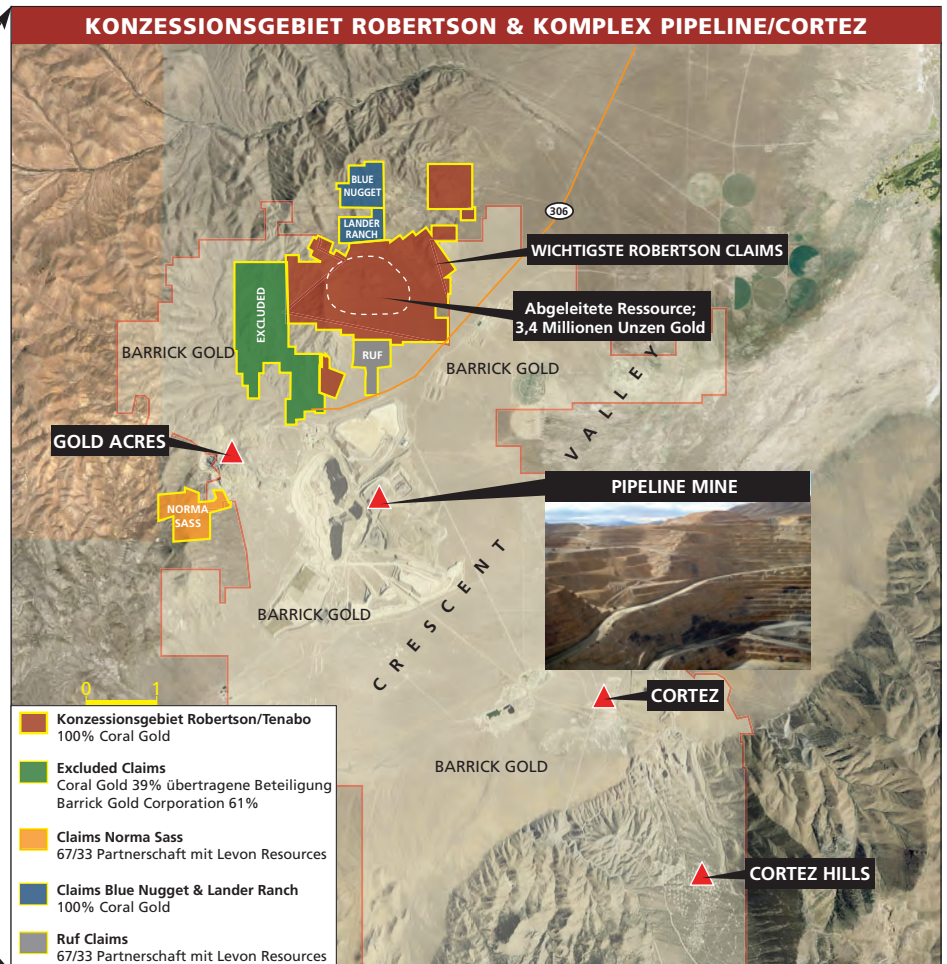 KONZESSIONSGEBIET ROBERTSON & KOMPLEX PIPELINE/CORTEZ
BLUE
NUGGET
LANDER
RANCH
306
WICHTIGSTE ROBERTSON CLAIMS
Abgeleitete Ressource;
3,4 Millionen Unzen Gold
EXCLUDED
BARRICK GOLD
RUF
BARRICK GOLD
GOLD ACRES
NORMA
SASS
PIPELINE MINE
CRESCENT VALLEY
BARRICK GOLD
CORTEZ
BARRICK GOLD
CORTEZ HILLS
0 1
Konzessionsgebiet Robertson/Tenabo
100% Coral Gold
Excluded Claims
Coral Gold 39% übertragene Beteiligung
Barrick Gold Corporation 61%
Claims Norma Sass
67/33 Partnerschaft mit Levon Resources
Claims Blue Nugget & Lander Ranch
100% Coral Gold
Ruf Claims
67/33 Partnerschaft mit Levon Resources